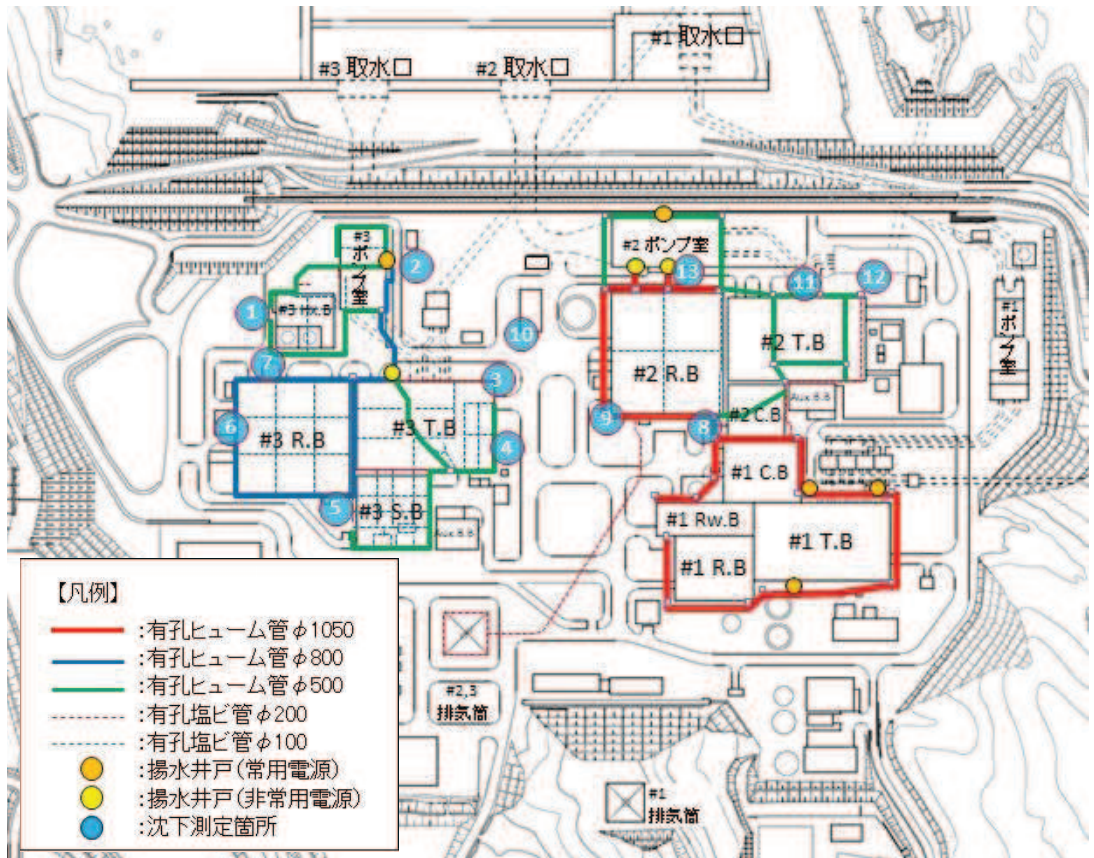 #1 取水口
#3 取水口
#2 取水口
#3
ポンプ室
2
#2 ポンプ室
13
11
12
1
#3 Hx.B
10
#2 T.B
#1
ポンプ室
7
3
#2 R.B
Aux.B.B
6
#3 R.B
#3 T.B
4
9
8
#2 C.B
#1 C.B
5
#3 S.B
Aux.B.B
#1 Rw.B
#1 T.B
#1 R.B
【凡例】
:有孔ヒューム管φ1050
:有孔ヒューム管φ800
:有孔ヒューム管φ500
:有孔塩ビ管φ200
:有孔塩ビ管φ100
:揚水井戸(常用電源)
:揚水井戸(非常用電源)
:沈下測定箇所
#2,3
排気筒
#1
排気筒